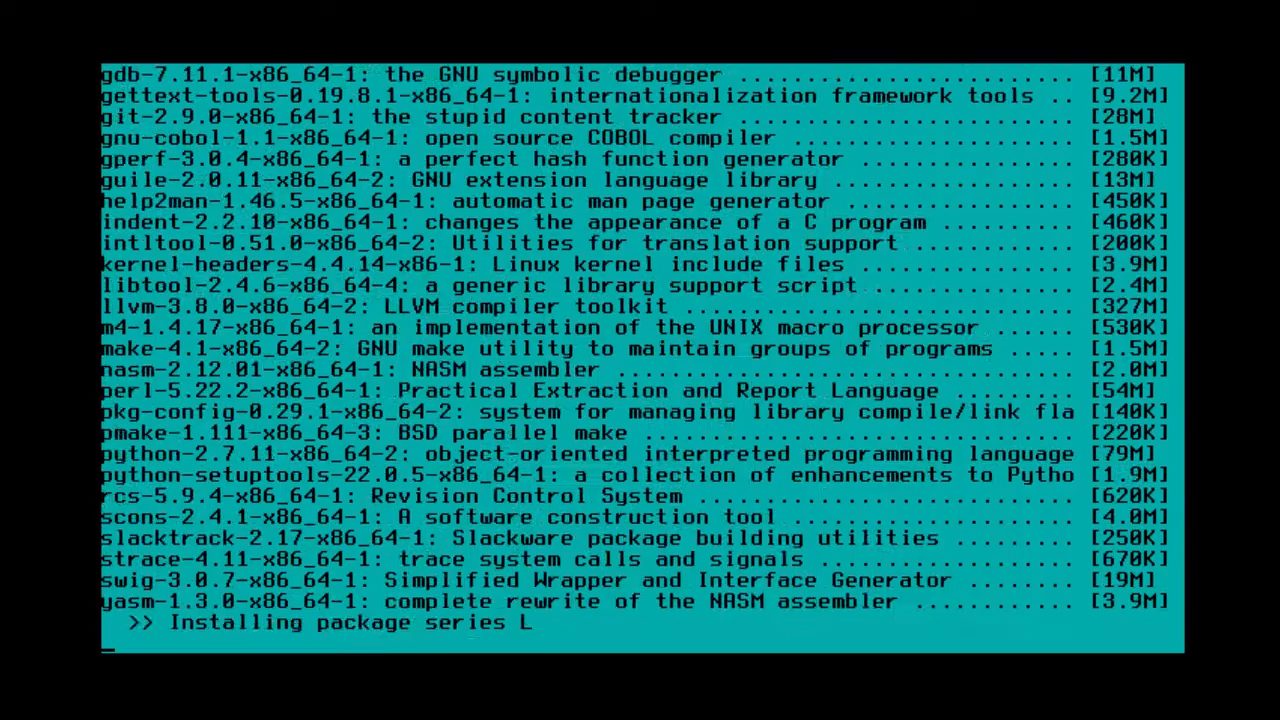 gdb-7.11.1-x86_64-1: the GNU symbolic debugger ......................... [11M]
gettext-tools-0.19.8.1-x86_64-1: internationalization framework tools .. [9.2M]
git-2.9.0-x86_64-1: the stupid content tracker ......................... [28M]
gnu-cobol-1.1-x86_64-1: open source COBOL compiler ..................... [1.5M]
gperf-3.0.4-x86_64-1: a perfect hash function generator ................ [280K]
guile-2.0.11-x86_64-2: GNU extension language library .................. [13M]
help2man-1.46.5-x86_64-1: automatic man page generator ................. [450K]
indent-2.2.10-x86_64-1: changes the appearance of a C program .......... [460K]
intltool-0.51.0-x86_64-2: Utilities for translation support ............ [200K]
kernel-headers-4.4.14-x86-1: Linux kernel include files ................ [3.9M]
libtool-2.4.6-x86_64-4: a generic library support script ............... [2.4M]
llvm-3.8.0-x86_64-2: LLVM compiler toolkit ............................. [327M]
m4-1.4.17-x86_64-1: an implementation of the UNIX macro processor ...... [530K]
make-4.1-x86_64-2: GNU make utility to maintain groups of programs ..... [1.5M]
nasm-2.12.01-x86_64-1: NASM assembler .................................. [2.0M]
perl-5.22.2-x86_64-1: Practical Extraction and Report Language ......... [54M]
pkg-config-0.29.1-x86_64-2: system for managing library compile/link fla [140K]
pmake-1.111-x86_64-3: BSD parallel make ................................ [220K]
python-2.7.11-x86_64-2: object-oriented interpreted programming language [79M]
python-setuptools-22.0.5-x86_64-1: a collection of enhancements to Pytho [1.9M]
rcs-5.9.4-x86_64-1: Revision Control System ............................ [620K]
scons-2.4.1-x86_64-1: A software construction tool ..................... [4.0M]
slacktrack-2.17-x86_64-1: Slackware package building utilities ......... [250K]
strace-4.11-x86_64-1: trace system calls and signals ................... [670K]
swig-3.0.7-x86_64-1: Simplified Wrapper and Interface Generator ........ [19M]
yasm-1.3.0-x86_64-1: complete rewrite of the NASM assembler ............ [3.9M]
>> Installing package series L